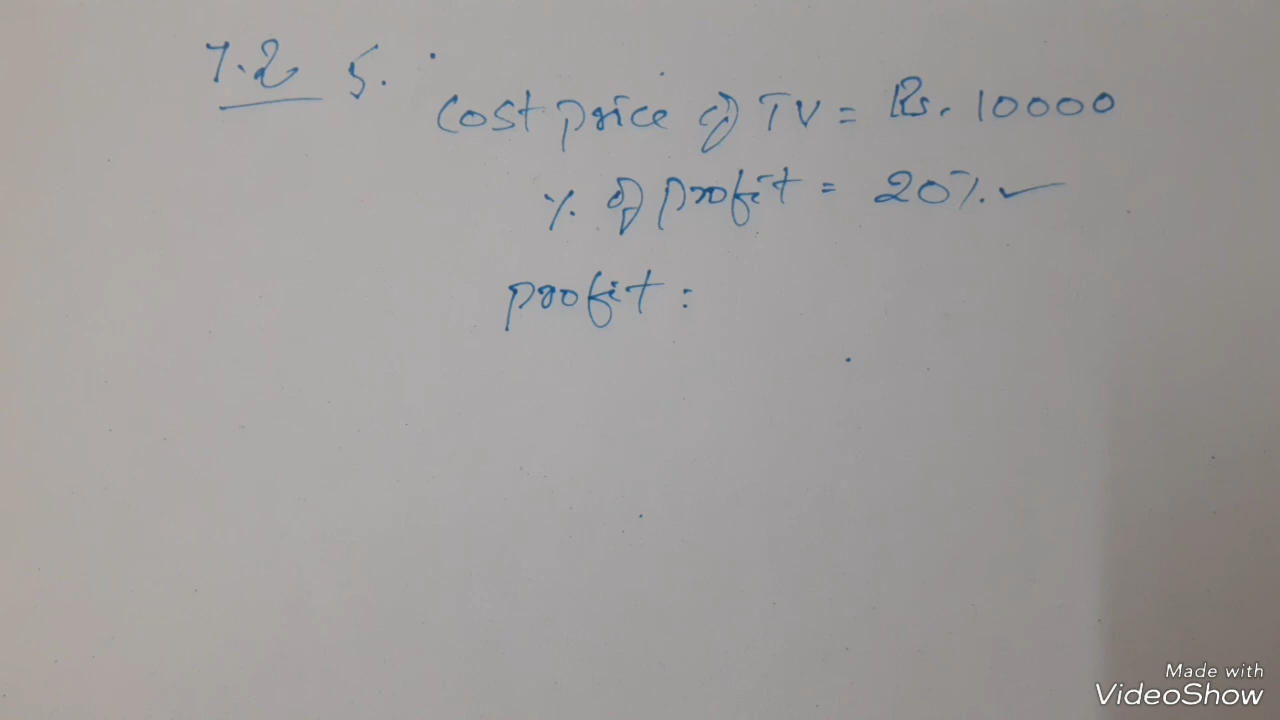 7.2 5.
Cost price of TV = Rs. 10000
% of profit = 20% ✓
profit =
Made with
VideoShow